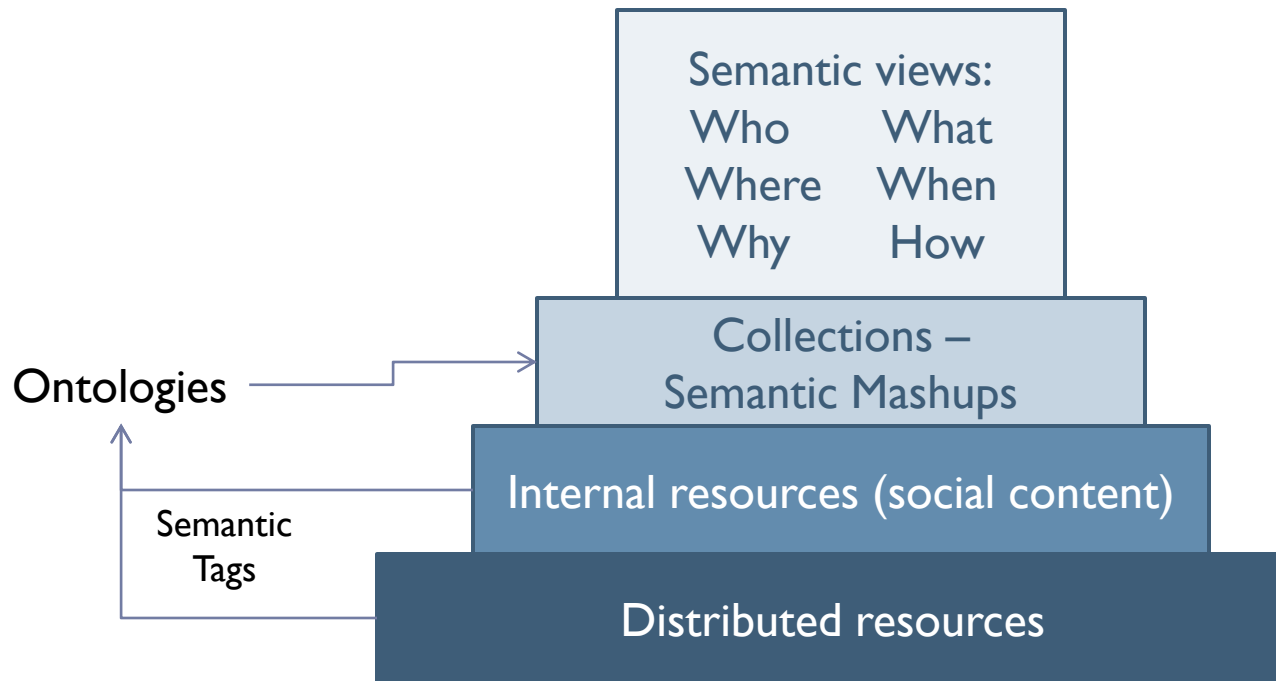 Semantic views:
Who What
Where When
Why How
Collections –
Semantic Mashups
Ontologies
Internal resources (social content)
Semantic
Tags
Distributed resources